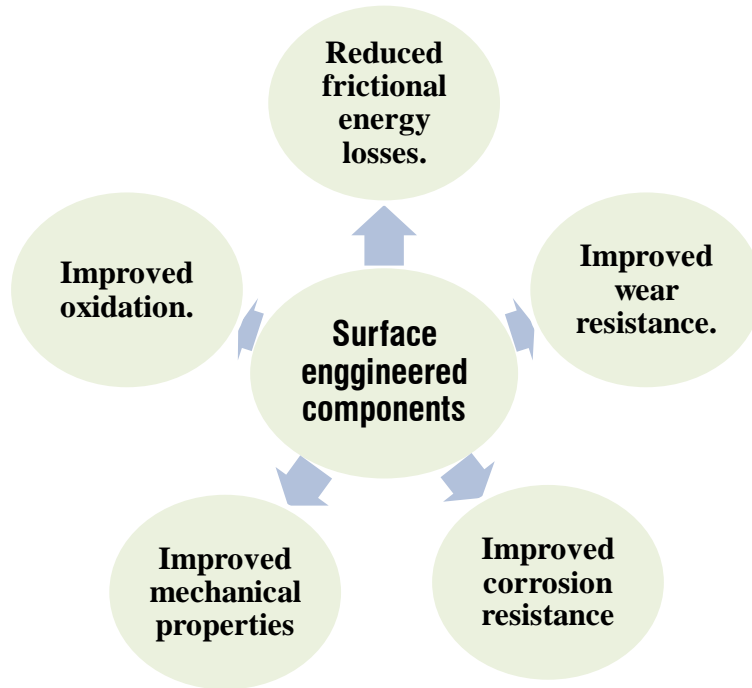 Reduced
frictional
energy
losses.
Improved
oxidation.
Improved
wear
resistance.
Surface
enggineered
components
Improved
mechanical
properties
Improved
corrosion
resistance